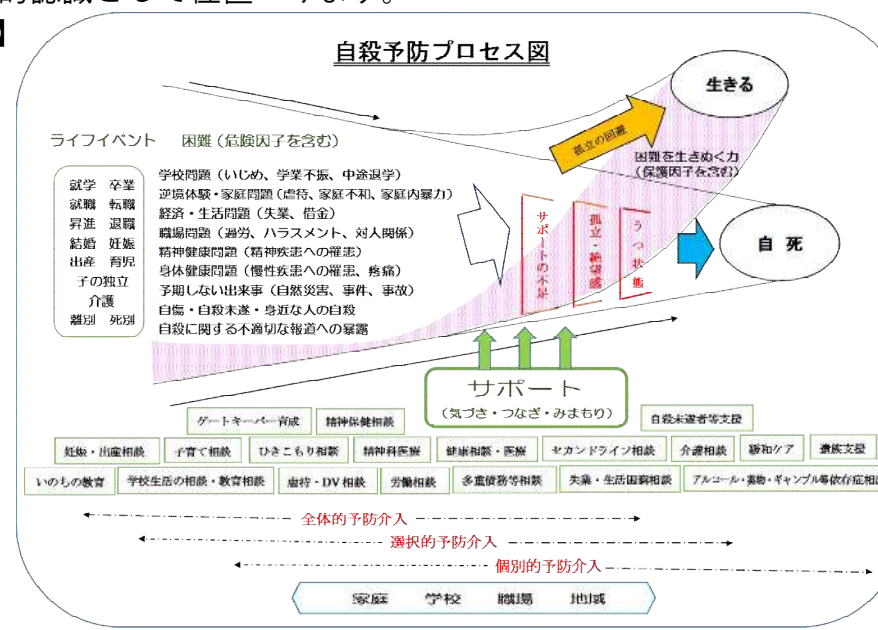 自殺予防プロセス図
生きる
孤立の回避
困難を生きぬく力
(保護因子を含む)
ライフイベント 困難(危険因子を含む)
就学 卒業
就職 転職
昇進 退職
結婚 妊娠
出産 育児
子の独立
介護
離別 死別
学校問題(いじめ、学業不振、中途退学)
逆境体験・家庭問題(虐待、家庭不和、家庭内暴力)
経済・生活問題(失業、借金)
職場問題(過労、ハラスメント、対人関係)
精神健康問題(精神疾患への罹患)
身体健康問題(慢性疾患への罹患、疼痛)
予期しない出来事(自然災害、事件、事故)
自傷・自殺未遂・身近な人の自殺
自殺に関する不適切な報道への暴露
サポートの不足
孤立・絶望感
うつ状態
自 死
サポート
(気づき・つなぎ・みまもり)
ゲートキーパー育成
精神保健相談
自殺未遂者等支援
妊娠・出産相談
子育て相談
ひきこもり相談
精神科医療
健康相談・医療
セカンドライフ相談
介護相談
緩和ケア
遺族支援
いのちの教育
学校生活の相談・教育相談
虐待・DV相談
労働相談
多重債務等相談
失業・生活困窮相談
アルコール・薬物・ギャンブル等依存症相
全体的予防介入
選択的予防介入
個別的予防介入
家庭 学校 職場 地域